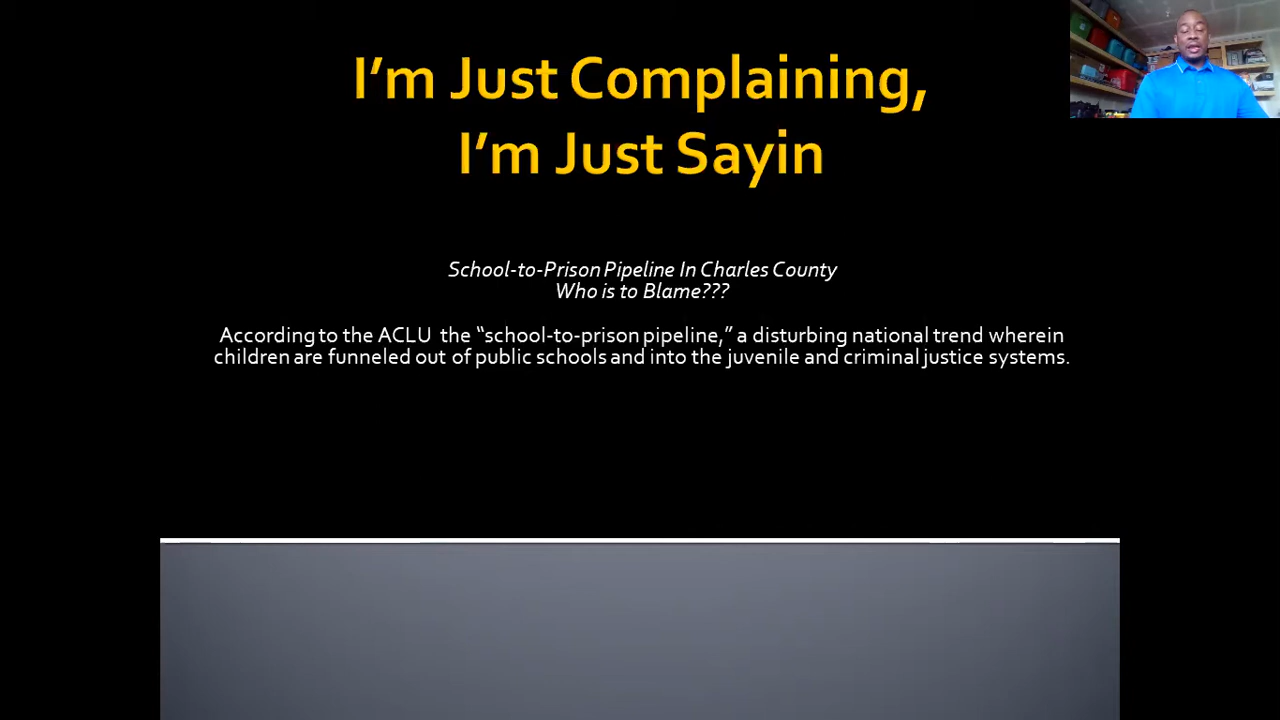 I’m Just Complaining,
I’m Just Sayin
School-to-Prison Pipeline In Charles County
Who is to Blame???
According to the ACLU the “school-to-prison pipeline,” a disturbing national trend wherein
children are funneled out of public schools and into the juvenile and criminal justice systems.